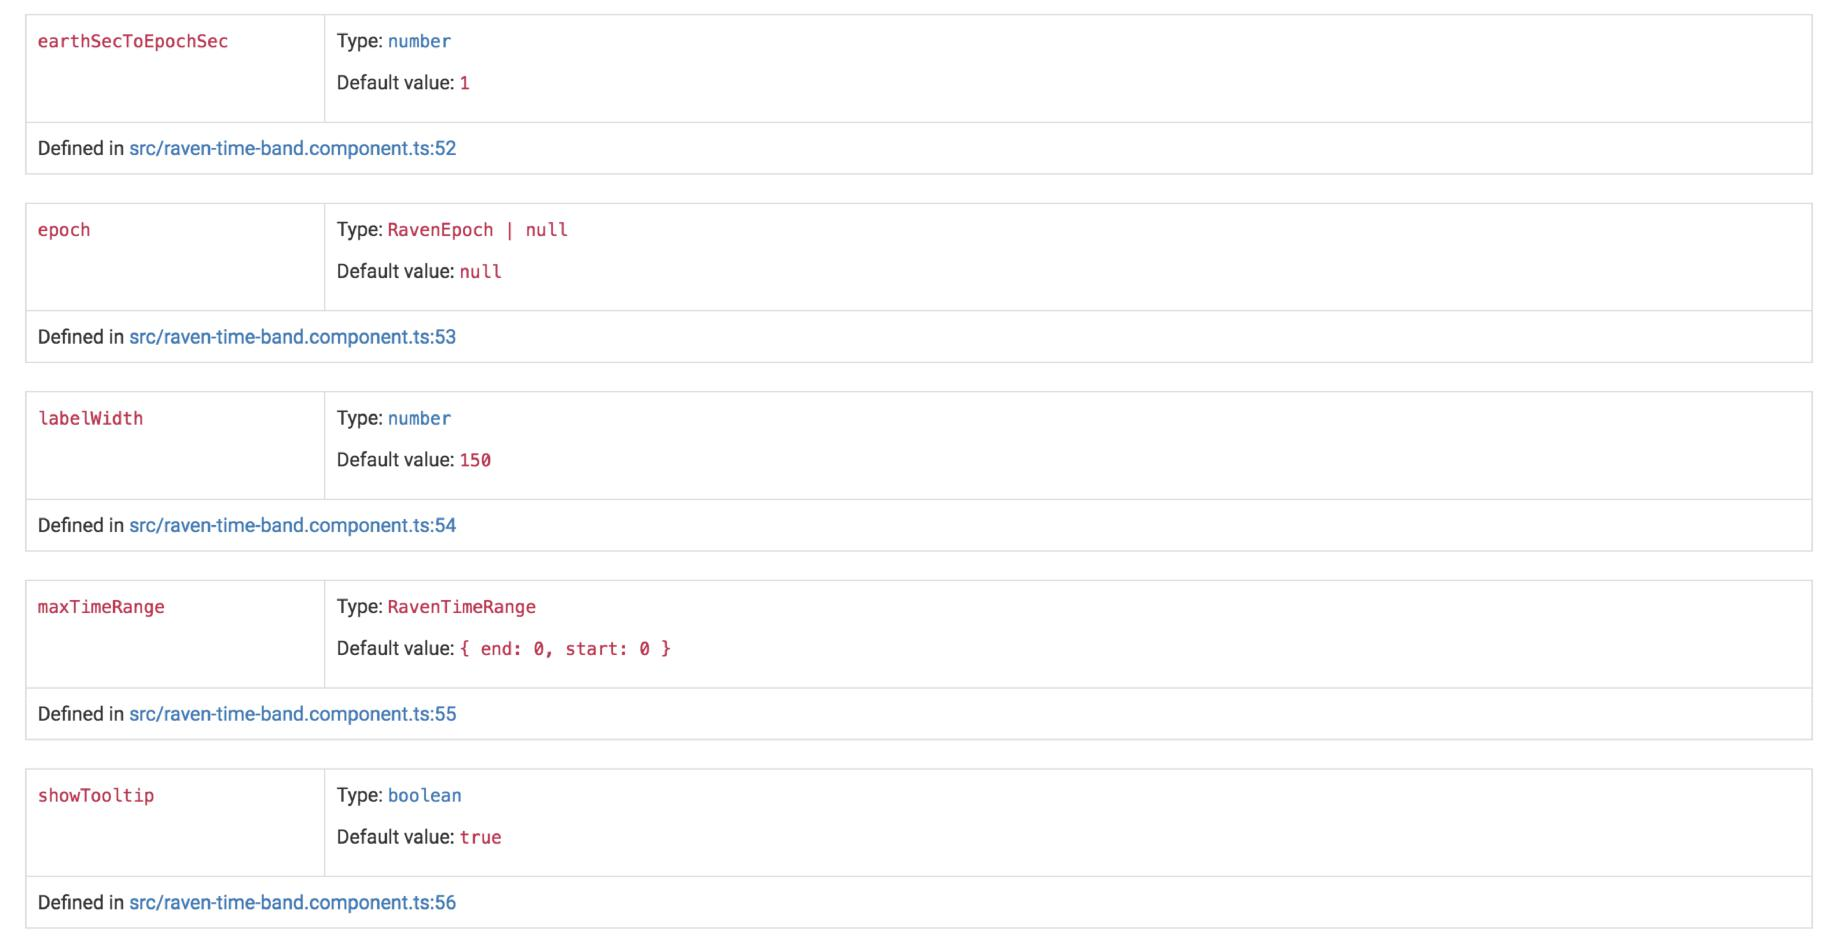 earthSecToEpochSec
Type: number
Default value: 1
Defined in src/raven-time-band.component.ts:52
epoch
Type: RavenEpoch | null
Default value: null
Defined in src/raven-time-band.component.ts:53
labelWidth
Type: number
Default value: 150
Defined in src/raven-time-band.component.ts:54
maxTimeRange
Type: RavenTimeRange
Default value: { end: 0, start: 0 }
Defined in src/raven-time-band.component.ts:55
showTooltip
Type: boolean
Default value: true
Defined in src/raven-time-band.component.ts:56